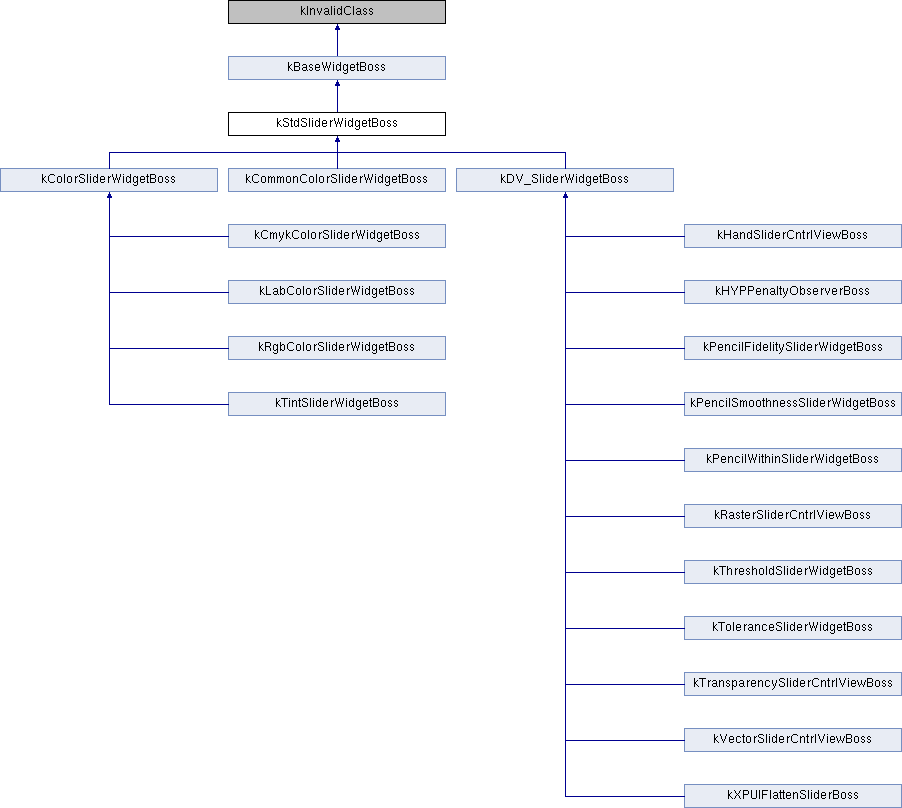 kInvalidClass
kBaseWidgetBoss
kStdSliderWidgetBoss
kColorSliderWidgetBoss
kCommonColorSliderWidgetBoss
kDV_SliderWidgetBoss
kCmykColorSliderWidgetBoss
kHandSliderCntrlViewBoss
kLabColorSliderWidgetBoss
kHYPPenaltyObserverBoss
kRgbColorSliderWidgetBoss
kPencilFidelitySliderWidgetBoss
kTintSliderWidgetBoss
kPencilSmoothnessSliderWidgetBoss
kPencilWithinSliderWidgetBoss
kRasterSliderCntrlViewBoss
kThresholdSliderWidgetBoss
kToleranceSliderWidgetBoss
kTransparencySliderCntrlViewBoss
kVectorSliderCntrlViewBoss
kXPUIFlattenSliderBoss